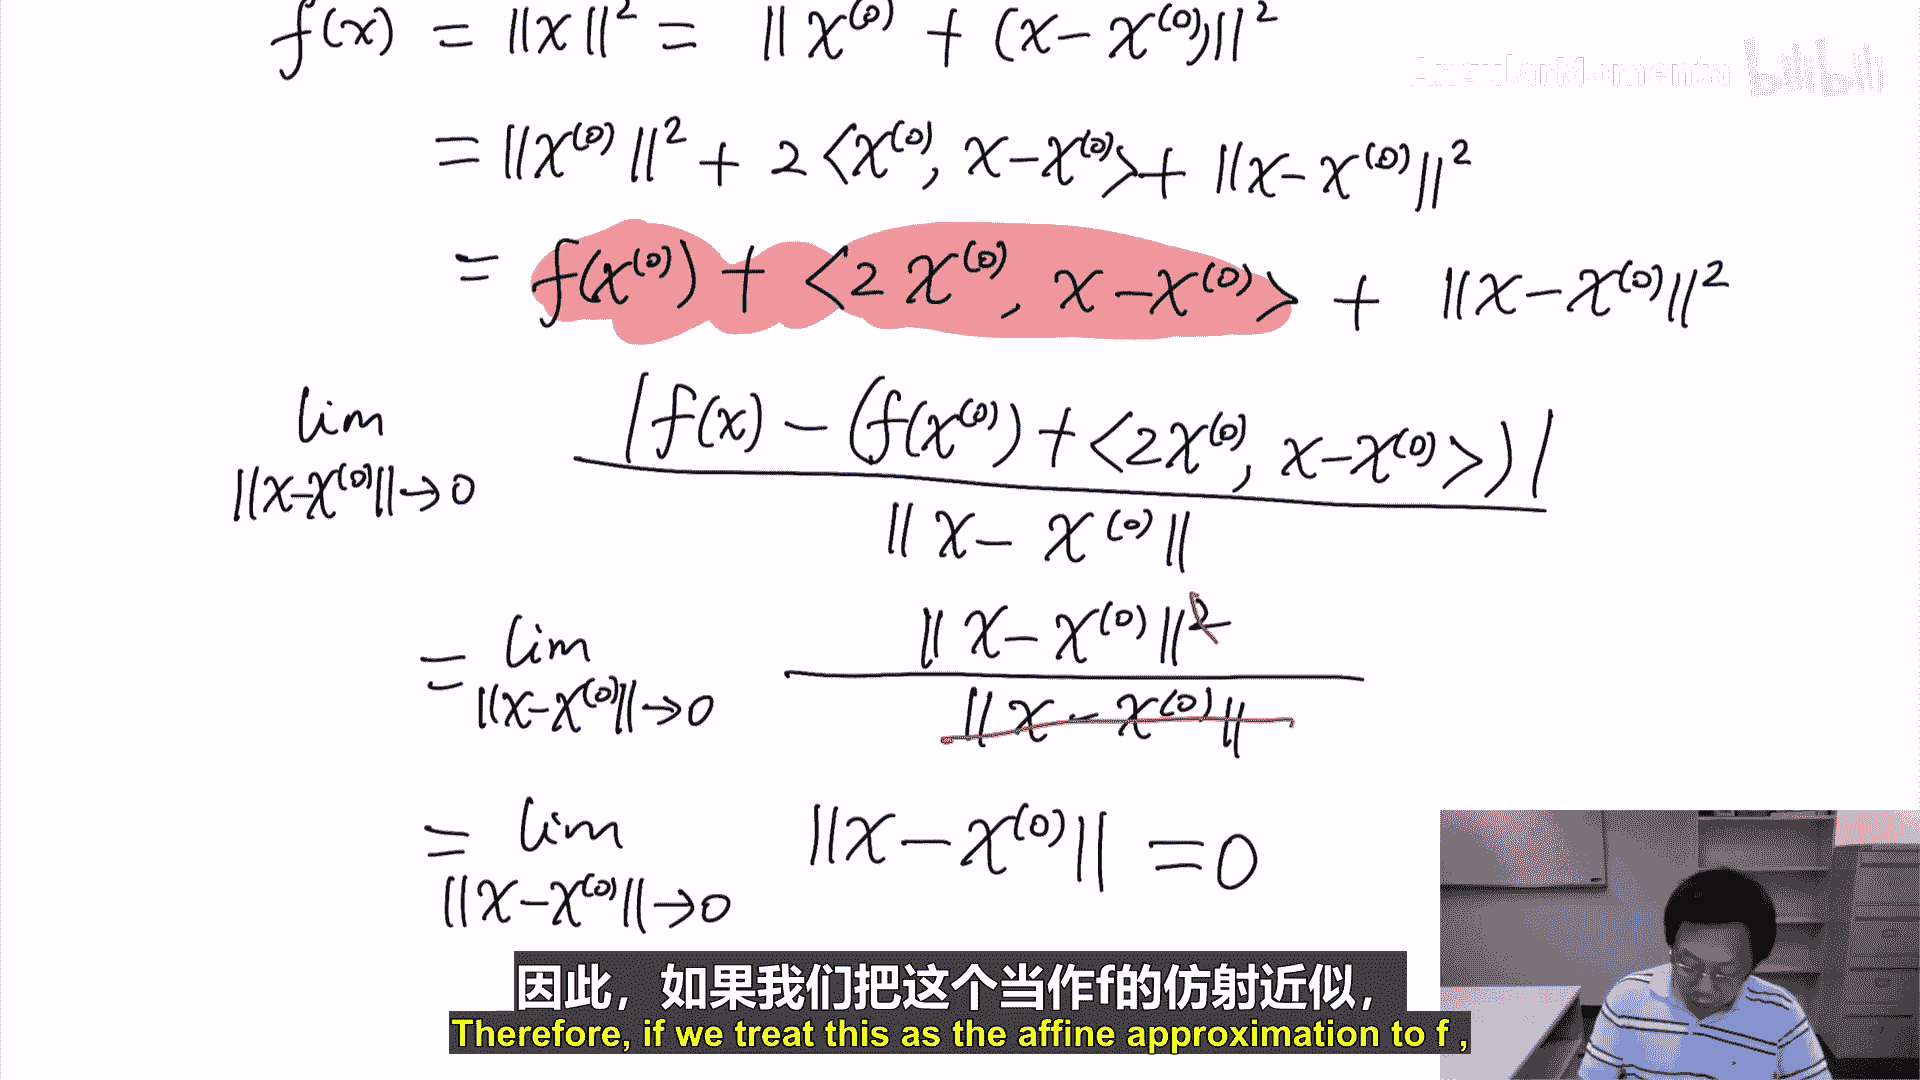 f(x) = ||x||² = ||x⁽⁰⁾ + (x − x⁽⁰⁾)||²
bilibili
= ||x⁽⁰⁾||² + 2⟨x⁽⁰⁾, x − x⁽⁰⁾⟩ + ||x − x⁽⁰⁾||²
= f(x⁽⁰⁾) + ⟨2x⁽⁰⁾, x − x⁽⁰⁾⟩ + ||x − x⁽⁰⁾||²
lim |f(x) − (f(x⁽⁰⁾) + ⟨2x⁽⁰⁾, x − x⁽⁰⁾⟩)|
||x−x⁽⁰⁾||→0 ||x − x⁽⁰⁾||
= lim ||x − x⁽⁰⁾||²
||x−x⁽⁰⁾||→0 ||x − x⁽⁰⁾||
= lim ||x − x⁽⁰⁾|| = 0
||x−x⁽⁰⁾||→0
因此，如果我们把这个当作f的仿射近似，
Therefore, if we treat this as the affine approximation to f ,